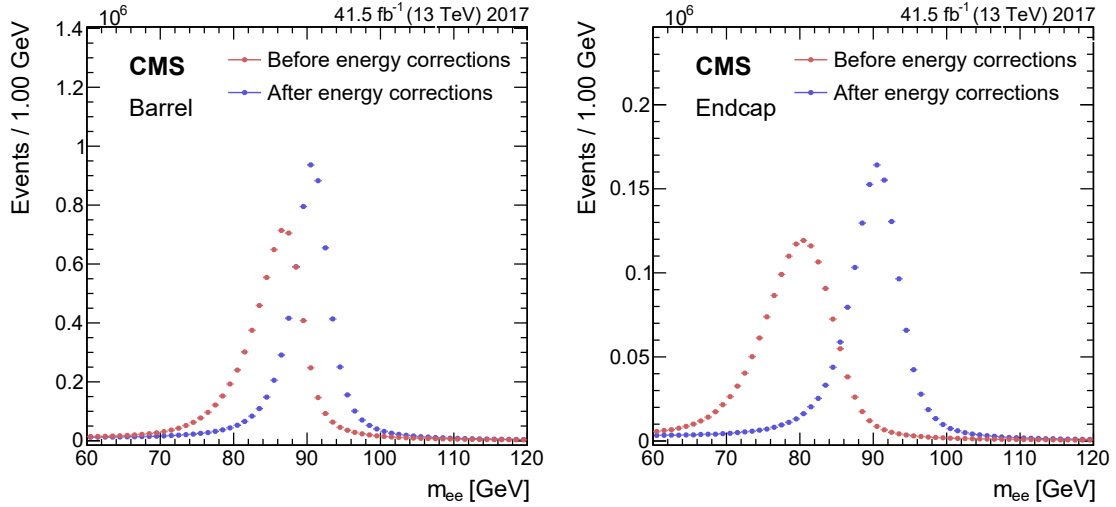 10⁶ 41.5 fb⁻¹ (13 TeV) 2017
CMS
Barrel
Before energy corrections
After energy corrections
Events / 1.00 GeV
1.4
1.2
1
0.8
0.6
0.4
0.2
0
60 70 80 90 100 110 120
m_ee [GeV]
10⁶ 41.5 fb⁻¹ (13 TeV) 2017
CMS
Endcap
Before energy corrections
After energy corrections
Events / 1.00 GeV
0.2
0.15
0.1
0.05
0
60 70 80 90 100 110 120
m_ee [GeV]